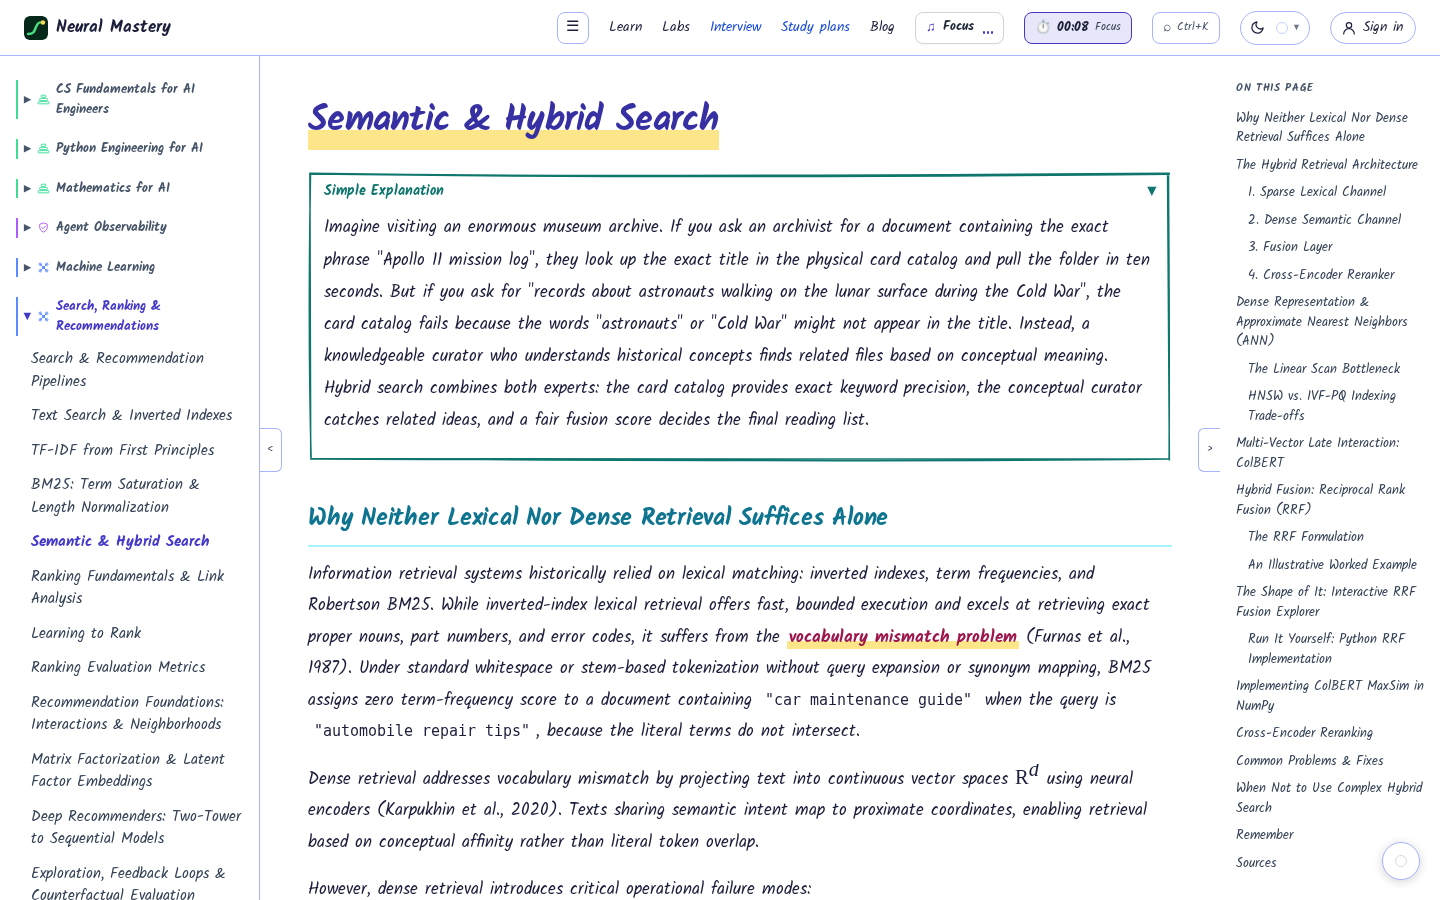 Neural Mastery
☰
Learn
Labs
Interview
Study plans
Blog
♫ Focus ...
⏱ 00:08 Focus
⌕ Ctrl+K
▼
Sign in
▶ CS Fundamentals for AI
Engineers
▶ Python Engineering for AI
▶ Mathematics for AI
▶ Agent Observability
▶ Machine Learning
▼ Search, Ranking &
Recommendations
Search & Recommendation
Pipelines
Text Search & Inverted Indexes
TF-IDF from First Principles
BM25: Term Saturation &
Length Normalization
Semantic & Hybrid Search
Ranking Fundamentals & Link
Analysis
Learning to Rank
Ranking Evaluation Metrics
Recommendation Foundations:
Interactions & Neighborhoods
Matrix Factorization & Latent
Factor Embeddings
Deep Recommenders: Two-Tower
to Sequential Models
Exploration, Feedback Loops &
Counterfactual Evaluation
<
Semantic & Hybrid Search
Simple Explanation ▼
Imagine visiting an enormous museum archive. If you ask an archivist for a document containing the exact
phrase "Apollo 11 mission log", they look up the exact title in the physical card catalog and pull the folder in ten
seconds. But if you ask for "records about astronauts walking on the lunar surface during the Cold War", the
card catalog fails because the words "astronauts" or "Cold War" might not appear in the title. Instead, a
knowledgeable curator who understands historical concepts finds related files based on conceptual meaning.
Hybrid search combines both experts: the card catalog provides exact keyword precision, the conceptual curator
catches related ideas, and a fair fusion score decides the final reading list.
Why Neither Lexical Nor Dense Retrieval Suffices Alone
Information retrieval systems historically relied on lexical matching: inverted indexes, term frequencies, and
Robertson BM25. While inverted-index lexical retrieval offers fast, bounded execution and excels at retrieving exact
proper nouns, part numbers, and error codes, it suffers from the vocabulary mismatch problem (Furnas et al.,
1987). Under standard whitespace or stem-based tokenization without query expansion or synonym mapping, BM25
assigns zero term-frequency score to a document containing "car maintenance guide" when the query is
"automobile repair tips", because the literal terms do not intersect.
Dense retrieval addresses vocabulary mismatch by projecting text into continuous vector spaces R^d using neural
encoders (Karpukhin et al., 2020). Texts sharing semantic intent map to proximate coordinates, enabling retrieval
based on conceptual affinity rather than literal token overlap.
However, dense retrieval introduces critical operational failure modes:
>
ON THIS PAGE
Why Neither Lexical Nor Dense
Retrieval Suffices Alone
The Hybrid Retrieval Architecture
1. Sparse Lexical Channel
2. Dense Semantic Channel
3. Fusion Layer
4. Cross-Encoder Reranker
Dense Representation &
Approximate Nearest Neighbors
(ANN)
The Linear Scan Bottleneck
HNSW vs. IVF-PQ Indexing
Trade-offs
Multi-Vector Late Interaction:
ColBERT
Hybrid Fusion: Reciprocal Rank
Fusion (RRF)
The RRF Formulation
An Illustrative Worked Example
The Shape of It: Interactive RRF
Fusion Explorer
Run It Yourself: Python RRF
Implementation
Implementing ColBERT MaxSim in
NumPy
Cross-Encoder Reranking
Common Problems & Fixes
When Not to Use Complex Hybrid
Search
Remember
Sources